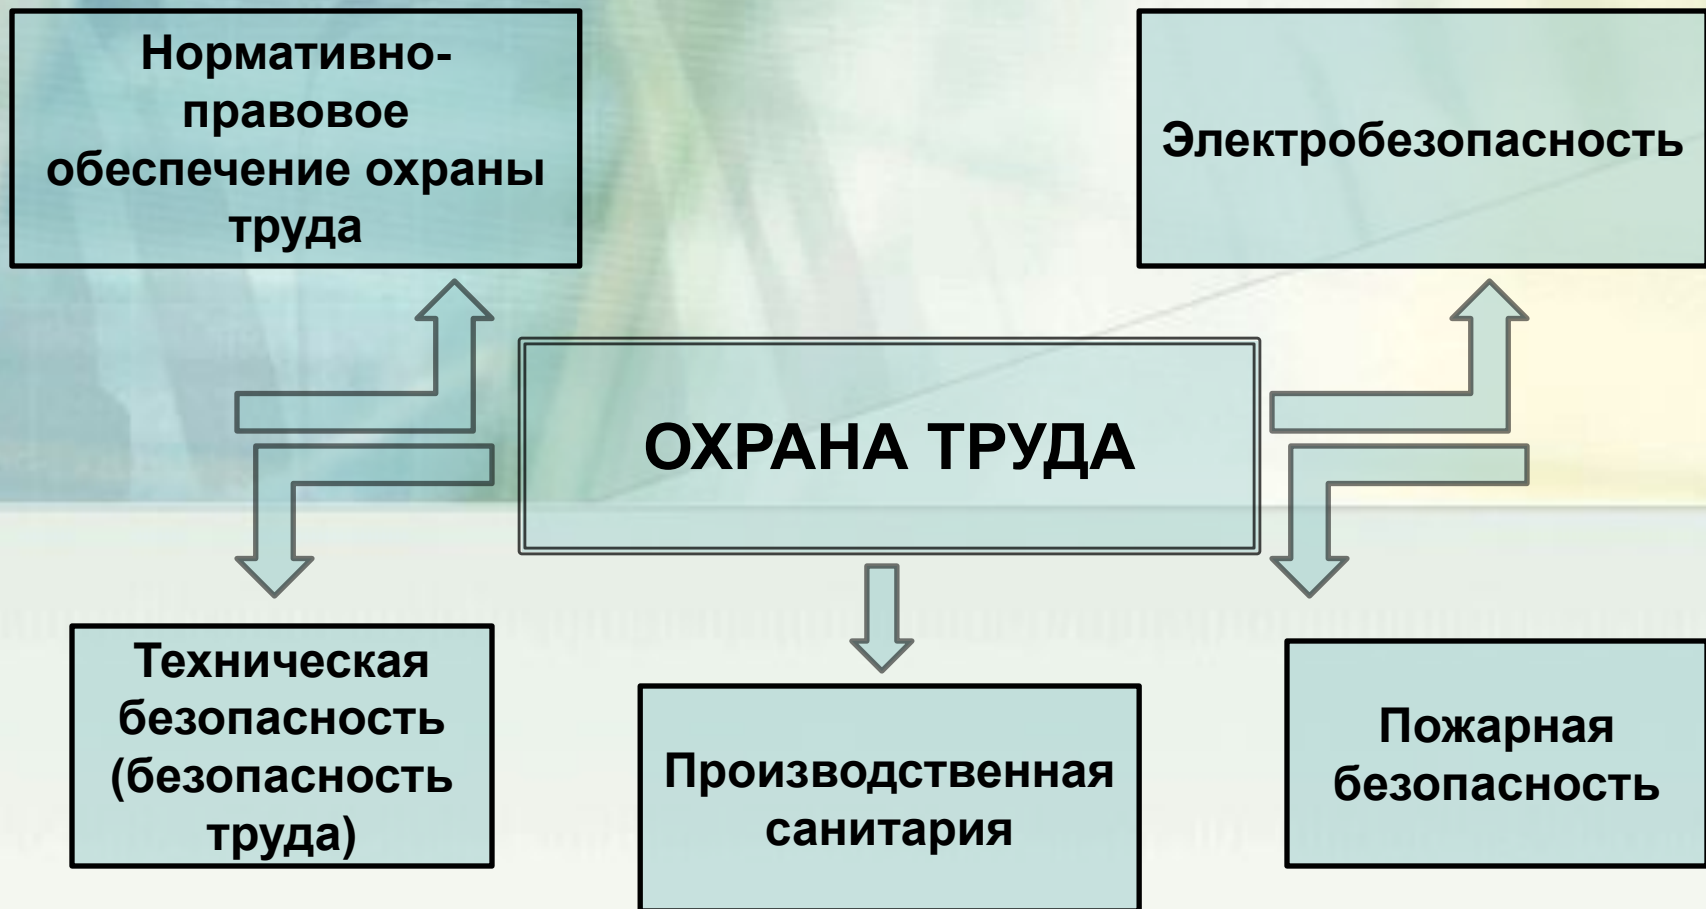 Нормативно-
правовое
обеспечение охраны
труда
Электробезопасность
ОХРАНА ТРУДА
Техническая
безопасность
(безопасность
труда)
Производственная
санитария
Пожарная
безопасность